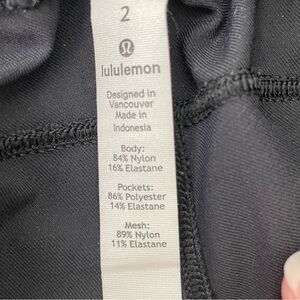 2
lululemon
Designed in
Vancouver
Made in
Indonesia
Body:
84% Nylon
16% Elastane
Pockets:
86% Polyester
14% Elastane
Mesh:
89% Nylon
11% Elastane